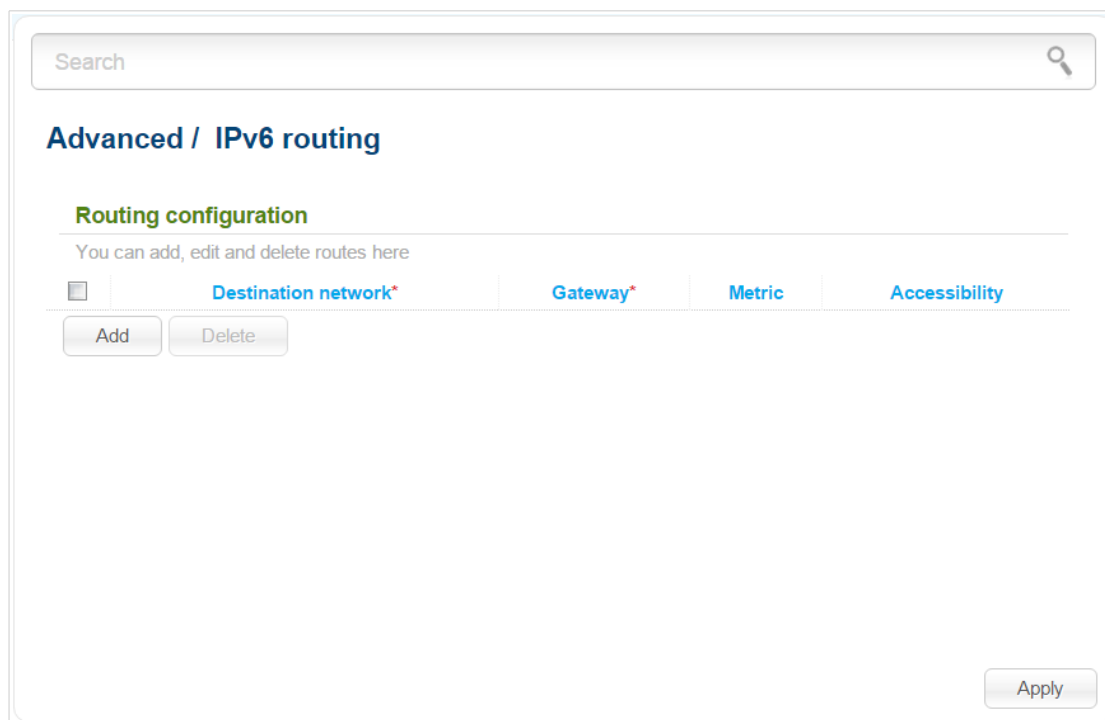 Search
Advanced / IPv6 routing
Routing configuration
You can add, edit and delete routes here
Destination network* Gateway* Metric Accessibility
Add Delete
Apply